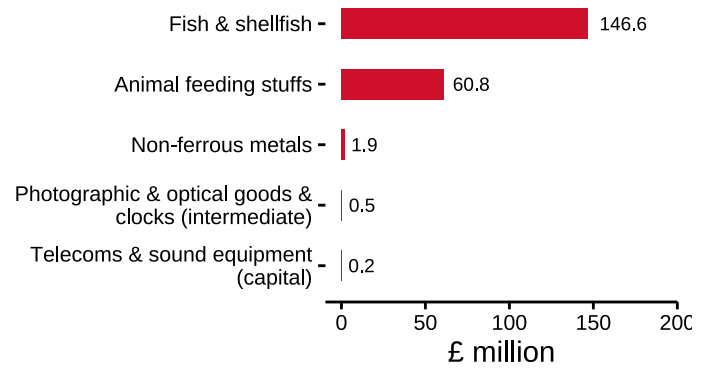 Fish & shellfish
146.6
Animal feeding stuffs
60.8
Non-ferrous metals
1.9
Photographic & optical goods &
clocks (intermediate)
0.5
Telecoms & sound equipment
(capital)
0.2
0 50 100 150 200
£ million